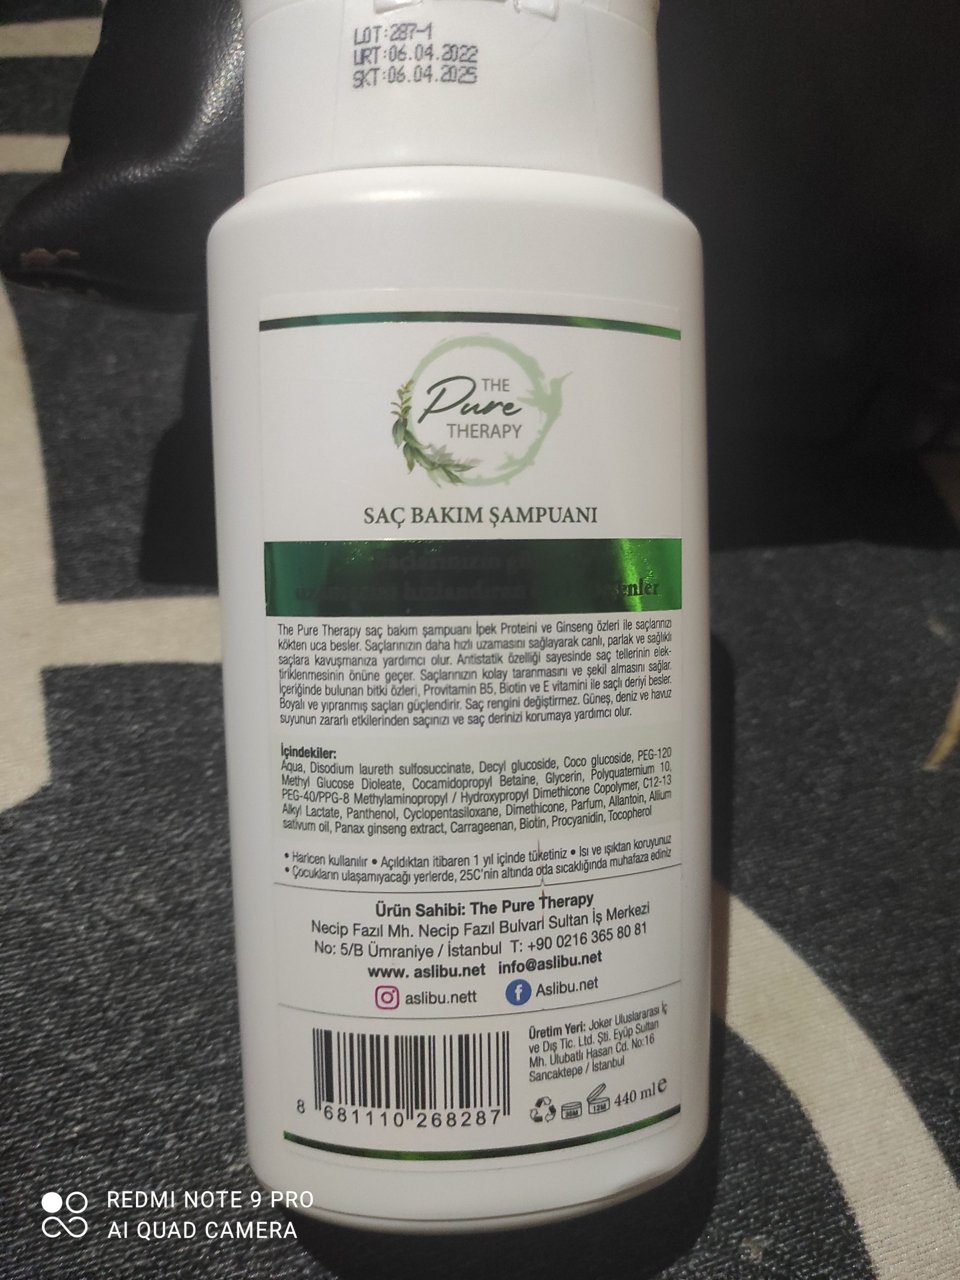 LOT:287-1
ÜRT:06.04.2022
SKT:06.04.2025
THE
Pure
THERAPY
SAÇ BAKIM ŞAMPUANI
saçlarınızın
hızlandıran
The Pure Therapy saç bakım şampuanı İpek Proteini ve Ginseng özleri ile saçlarınızı
kökten uca besler. Saçlarınızın daha hızlı uzamasını sağlayarak canlı, parlak ve sağlıklı
saçlara kavuşmanıza yardımcı olur. Antistatik özelliği sayesinde saç tellerinin elek-
tiriklenmesinin önüne geçer. Saçlarınızın kolay taranmasını ve şekil almasını sağlar.
İçeriğinde bulunan bitki özleri, Provitamin B5, Biotin ve E vitamini ile saçlı deriyi besler.
Boyalı ve yıpranmış saçları güçlendirir. Saç rengini değiştirmez. Güneş, deniz ve havuz
suyunun zararlı etkilerinden saçınızı ve saç derinizi korumaya yardımcı olur.
İçindekiler:
Aqua, Disodium laureth sulfosuccinate, Decyl glucoside, Coco glucoside, PEG-120
Methyl Glucose Dioleate, Cocamidopropyl Betaine, Glycerin, Polyquaternium 10,
PEG-40/PPG-8 Methylaminopropyl / Hydroxypropyl Dimethicone Copolymer, C12-13
Alkyl Lactate, Panthenol, Cyclopentasiloxane, Dimethicone, Parfum, Allantoin, Allium
sativum oil, Panax ginseng extract, Carrageenan, Biotin, Procyanidin, Tocopherol
• Haricen kullanılır • Açıldıktan itibaren 1 yıl içinde tüketiniz • Isı ve ışıktan koruyunuz
• Çocukların ulaşamıyacağı yerlerde, 25C'nin altında oda sıcaklığında muhafaza ediniz
Ürün Sahibi: The Pure Therapy
Necip Fazıl Mh. Necip Fazıl Bulvarı Sultan İş Merkezi
No: 5/B Ümraniye / İstanbul T: +90 0216 365 80 81
www. aslibu.net info@aslibu.net
aslibu.nett Aslibu.net
Üretim Yeri: Joker Uluslararası İç
ve Dış Tic. Ltd. Şti. Eyüp Sultan
Mh. Ulubatlı Hasan Cd. No:16
Sancaktepe / İstanbul
36M 12M 440 ml e
8 681110 268287
REDMI NOTE 9 PRO
AI QUAD CAMERA